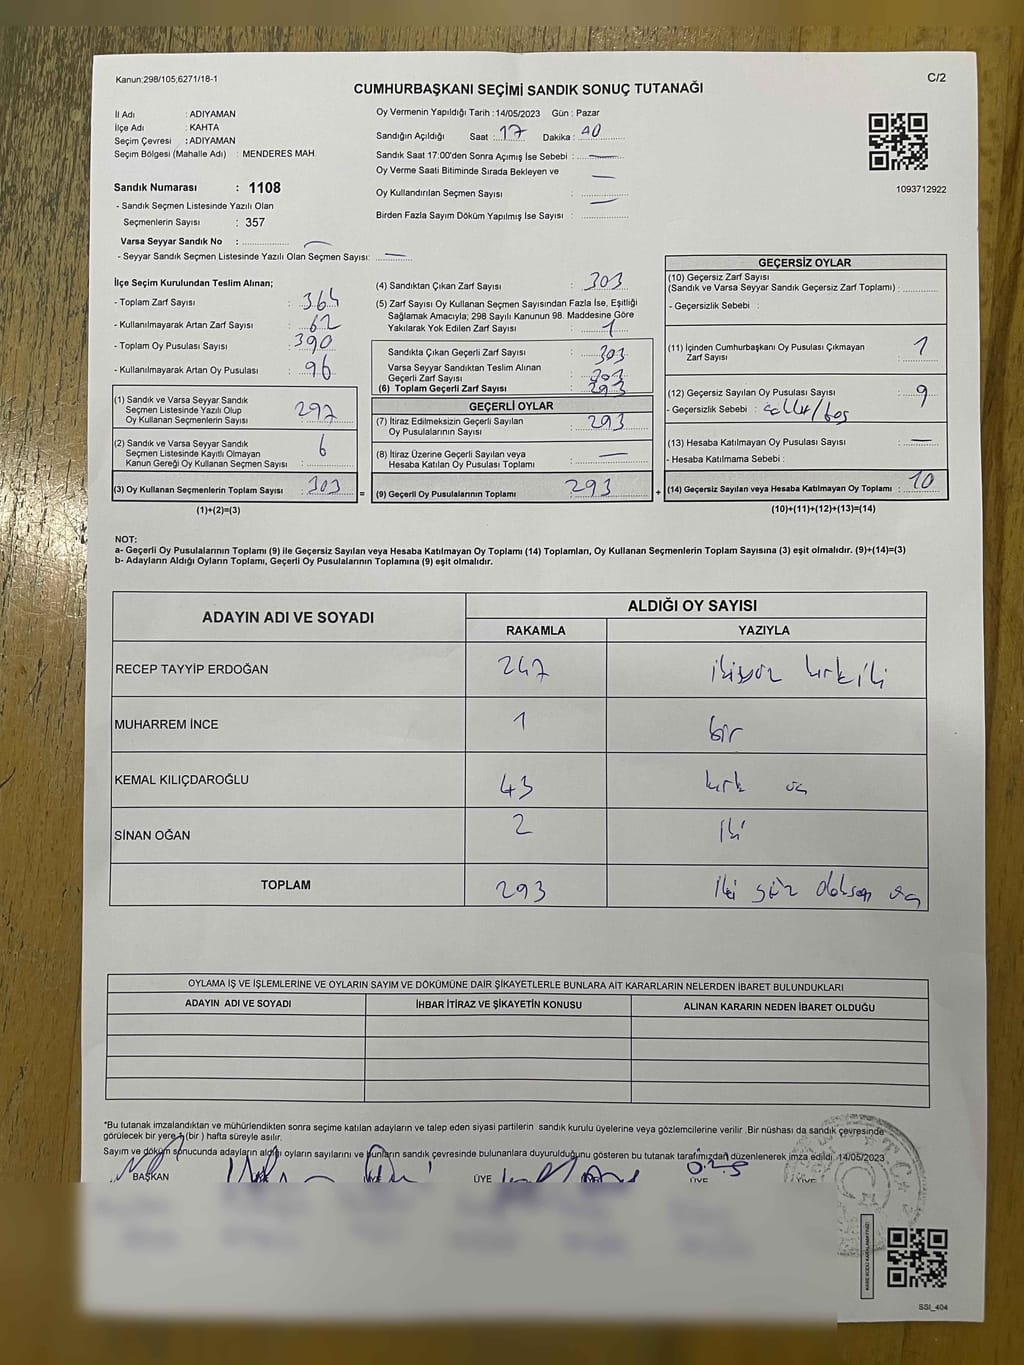 Kanun;298/105;6271/18-1
C/2
CUMHURBAŞKANI SEÇİMİ SANDIK SONUÇ TUTANAĞI
İl Adı : ADIYAMAN
İlçe Adı : KAHTA
Seçim Çevresi : ADIYAMAN
Seçim Bölgesi (Mahalle Adı) : MENDERES MAH.
Sandık Numarası : 1108
- Sandık Seçmen Listesinde Yazılı Olan
Seçmenlerin Sayısı : 357
Varsa Seyyar Sandık No :
- Seyyar Sandık Seçmen Listesinde Yazılı Olan Seçmen Sayısı: —
Oy Vermenin Yapıldığı Tarih : 14/05/2023 Gün : Pazar
Sandığın Açıldığı Saat : 17 Dakika : 40
Sandık Saat 17:00'den Sonra Açımış İse Sebebi : —
Oy Verme Saati Bitiminde Sırada Bekleyen ve —
Oy Kullandırılan Seçmen Sayısı :
Birden Fazla Sayım Döküm Yapılmış İse Sayısı : —
1093712922
İlçe Seçim Kurulundan Teslim Alınan;
- Toplam Zarf Sayısı : 364
- Kullanılmayarak Artan Zarf Sayısı : 62
- Toplam Oy Pusulası Sayısı : 390
- Kullanılmayarak Artan Oy Pusulası : 96
(1) Sandık ve Varsa Seyyar Sandık
Seçmen Listesinde Yazılı Olup
Oy Kullanan Seçmenlerin Sayısı : 297
(2) Sandık ve Varsa Seyyar Sandık
Seçmen Listesinde Kayıtlı Olmayan
Kanun Gereği Oy Kullanan Seçmen Sayısı : 6
(3) Oy Kullanan Seçmenlerin Toplam Sayısı : 303 =
(1)+(2)=(3)
(4) Sandıktan Çıkan Zarf Sayısı : 303
(5) Zarf Sayısı Oy Kullanan Seçmen Sayısından Fazla İse, Eşitliği
Sağlamak Amacıyla; 298 Sayılı Kanunun 98. Maddesine Göre
Yakılarak Yok Edilen Zarf Sayısı : 1
Sandıkta Çıkan Geçerli Zarf Sayısı : 303
Varsa Seyyar Sandıktan Teslim Alınan
Geçerli Zarf Sayısı :
(6) Toplam Geçerli Zarf Sayısı : 293
GEÇERLİ OYLAR
(7) İtiraz Edilmeksizin Geçerli Sayılan
Oy Pusulalarının Sayısı : 293
(8) İtiraz Üzerine Geçerli Sayılan veya
Hesaba Katılan Oy Pusulası Toplamı : —
(9) Geçerli Oy Pusulalarının Toplamı 293 +
GEÇERSİZ OYLAR
(10) Geçersiz Zarf Sayısı
(Sandık ve Varsa Seyyar Sandık Geçersiz Zarf Toplamı) :
- Geçersizlik Sebebi :
(11) İçinden Cumhurbaşkanı Oy Pusulası Çıkmayan
Zarf Sayısı : 1
(12) Geçersiz Sayılan Oy Pusulası Sayısı : 9
- Geçersizlik Sebebi : /boş
(13) Hesaba Katılmayan Oy Pusulası Sayısı : —
- Hesaba Katılmama Sebebi :
(14) Geçersiz Sayılan veya Hesaba Katılmayan Oy Toplamı : 10
(10)+(11)+(12)+(13)=(14)
NOT:
a- Geçerli Oy Pusulalarının Toplamı (9) ile Geçersiz Sayılan veya Hesaba Katılmayan Oy Toplamı (14) Toplamları, Oy Kullanan Seçmenlerin Toplam Sayısına (3) eşit olmalıdır. (9)+(14)=(3)
b- Adayların Aldığı Oyların Toplamı, Geçerli Oy Pusulalarının Toplamına (9) eşit olmalıdır.
ADAYIN ADI VE SOYADI
ALDIĞI OY SAYISI
RAKAMLA YAZIYLA
RECEP TAYYİP ERDOĞAN 247 ikiyüz kırk
MUHARREM İNCE 1 bir
KEMAL KILIÇDAROĞLU 43 kırk üç
SİNAN OĞAN 2 iki
TOPLAM 293 iki yüz doksan üç
OYLAMA İŞ VE İŞLEMLERİNE VE OYLARIN SAYIM VE DÖKÜMÜNE DAİR ŞİKAYETLERLE BUNLARA AİT KARARLARIN NELERDEN İBARET BULUNDUKLARI
ADAYIN ADI VE SOYADI İHBAR İTİRAZ VE ŞİKAYETİN KONUSU ALINAN KARARIN NEDEN İBARET OLDUĞU
*Bu tutanak imzalandıktan ve mühürlendikten sonra seçime katılan adayların ve talep eden siyasi partilerin sandık kurulu üyelerine veya gözlemcilerine verilir .Bir nüshası da sandık çevresinde
görülecek bir yere 1 (bir ) hafta süreyle asılır.
Sayım ve döküm sonucunda adayların aldığı oyların sayılarını ve bunların sandık çevresinde bulunanlara duyurulduğunu gösteren bu tutanak tarafımızdan düzenlenerek imza edildi .14/05/2023
BAŞKAN ÜYE ÜYE
SSI_404